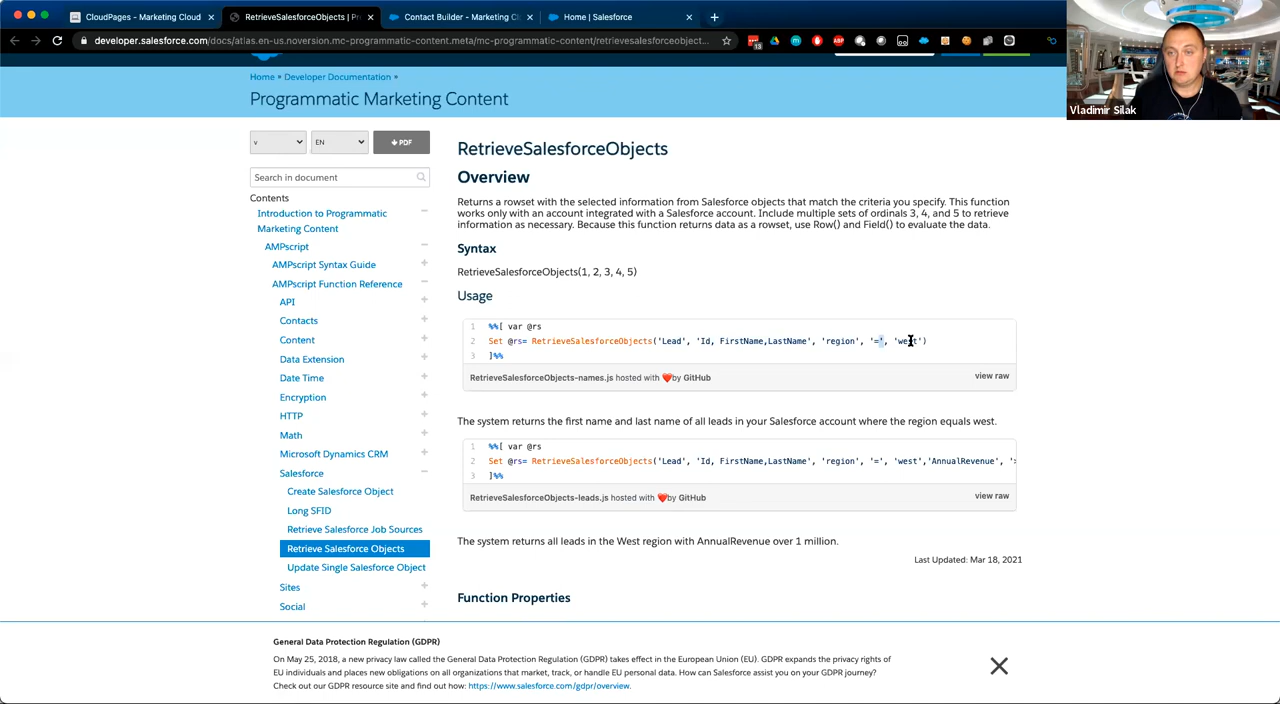 CloudPages - Marketing Cloud
RetrieveSalesforceObjects | Pr
Contact Builder - Marketing Cl
Home | Salesforce
developer.salesforce.com/docs/atlas.en-us.noversion.mc-programmatic-content.meta/mc-programmatic-content/retrievesalesforceobject...
Vladimir Silak
Home » Developer Documentation »
Programmatic Marketing Content
v
EN
PDF
Search in document
Contents
Introduction to Programmatic
Marketing Content
AMPscript
AMPscript Syntax Guide
AMPscript Function Reference
API
Contacts
Content
Data Extension
Date Time
Encryption
HTTP
Math
Microsoft Dynamics CRM
Salesforce
Create Salesforce Object
Long SFID
Retrieve Salesforce Job Sources
Retrieve Salesforce Objects
Update Single Salesforce Object
Sites
Social
RetrieveSalesforceObjects
Overview
Returns a rowset with the selected information from Salesforce objects that match the criteria you specify. This function
works only with an account integrated with a Salesforce account. Include multiple sets of ordinals 3, 4, and 5 to retrieve
information as necessary. Because this function returns data as a rowset, use Row() and Field() to evaluate the data.
Syntax
RetrieveSalesforceObjects(1, 2, 3, 4, 5)
Usage
1 %%[ var @rs
2 Set @rs= RetrieveSalesforceObjects('Lead', 'Id, FirstName,LastName', 'region', '=', 'west')
3 ]%%
RetrieveSalesforceObjects-names.js hosted with ❤ by GitHub
view raw
The system returns the first name and last name of all leads in your Salesforce account where the region equals west.
1 %%[ var @rs
2 Set @rs= RetrieveSalesforceObjects('Lead', 'Id, FirstName,LastName', 'region', '=', 'west','AnnualRevenue', '>
3 ]%%
RetrieveSalesforceObjects-leads.js hosted with ❤ by GitHub
view raw
The system returns all leads in the West region with AnnualRevenue over 1 million.
Last Updated: Mar 18, 2021
Function Properties
General Data Protection Regulation (GDPR)
On May 25, 2018, a new privacy law called the General Data Protection Regulation (GDPR) takes effect in the European Union (EU). GDPR expands the privacy rights of
EU individuals and places new obligations on all organizations that market, track, or handle EU personal data. How can Salesforce assist you on your GDPR journey?
Check out our GDPR resource site and find out how: https://www.salesforce.com/gdpr/overview.